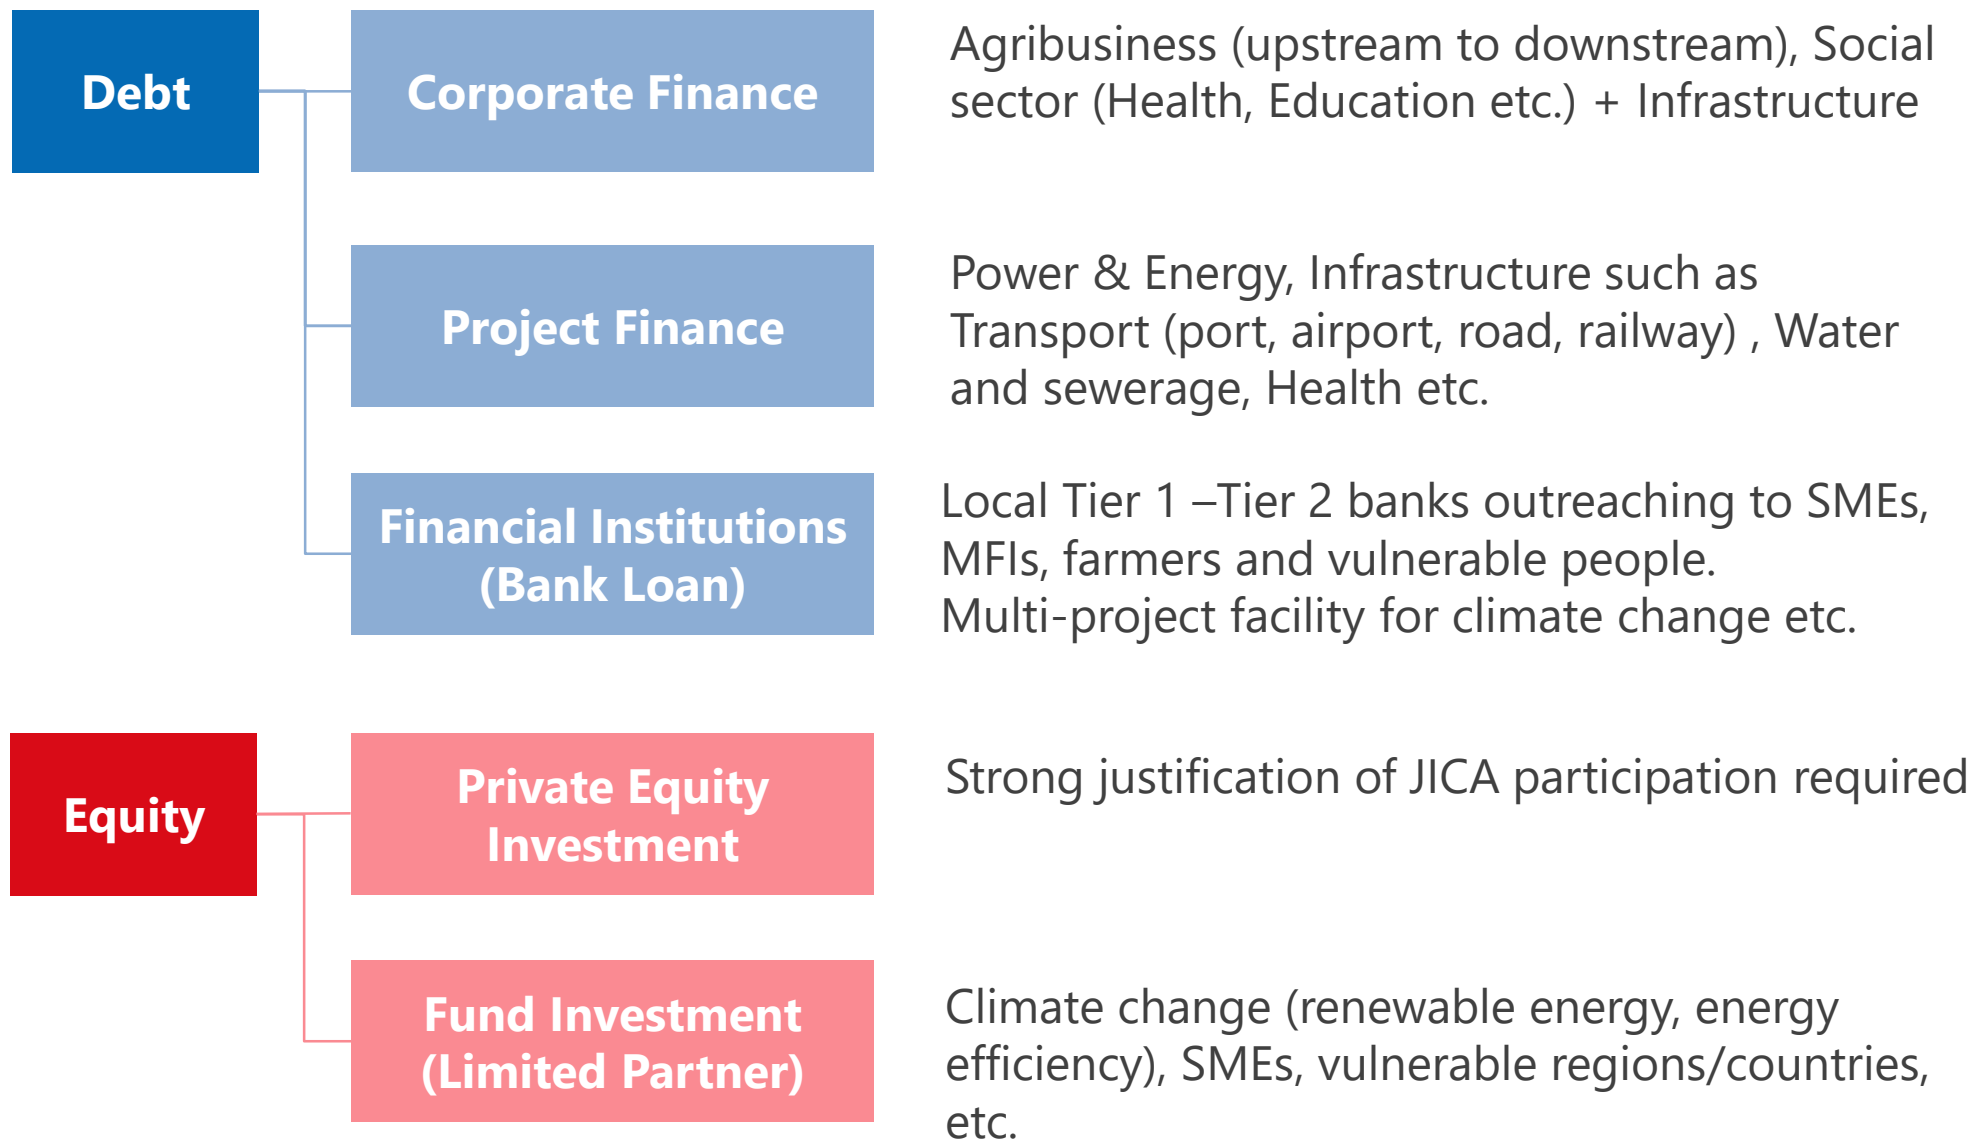 Debt
Corporate Finance
Agribusiness (upstream to downstream), Social
sector (Health, Education etc.) + Infrastructure
Project Finance
Power & Energy, Infrastructure such as
Transport (port, airport, road, railway) , Water
and sewerage, Health etc.
Financial Institutions
(Bank Loan)
Local Tier 1 –Tier 2 banks outreaching to SMEs,
MFIs, farmers and vulnerable people.
Multi-project facility for climate change etc.
Equity
Private Equity
Investment
Strong justification of JICA participation required
Fund Investment
(Limited Partner)
Climate change (renewable energy, energy
efficiency), SMEs, vulnerable regions/countries,
etc.